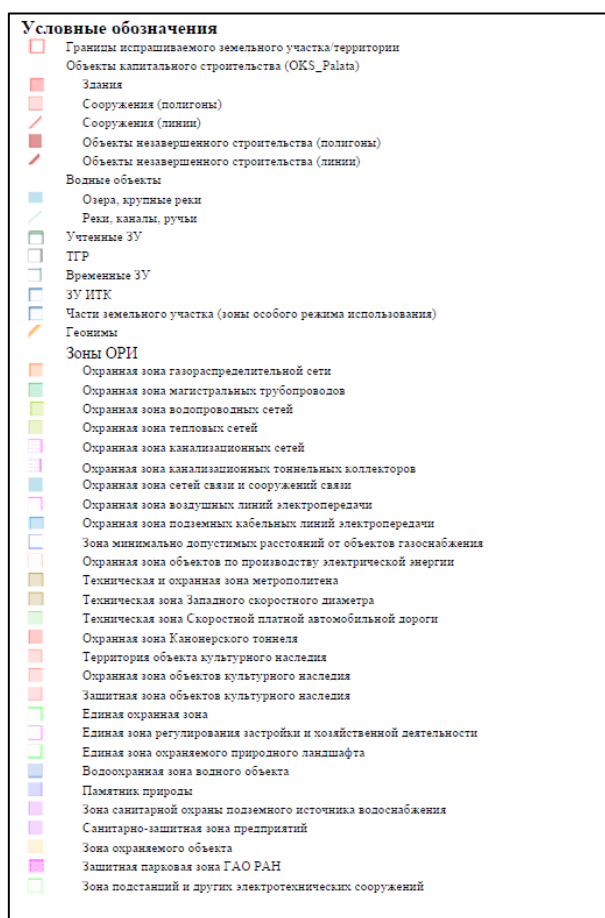 Условные обозначения
Границы испрашиваемого земельного участка/территории
Объекты капитального строительства (OKS_Palata)
Здания
Сооружения (полигоны)
Сооружения (линии)
Объекты незавершенного строительства (полигоны)
Объекты незавершенного строительства (линии)
Водные объекты
Озера, крупные реки
Реки, каналы, ручьи
Учтенные ЗУ
ТГР
Временные ЗУ
ЗУ ИТК
Части земельного участка (зоны особого режима использования)
Геонимы
Зоны ОРИ
Охранная зона газораспределительной сети
Охранная зона магистральных трубопроводов
Охранная зона водопроводных сетей
Охранная зона тепловых сетей
Охранная зона канализационных сетей
Охранная зона канализационных тоннельных коллекторов
Охранная зона сетей связи и сооружений связи
Охранная зона воздушных линий электропередачи
Охранная зона подземных кабельных линий электропередачи
Зона минимально допустимых расстояний от объектов газоснабжения
Охранная зона объектов по производству электрической энергии
Техническая и охранная зона метрополитена
Техническая зона Западного скоростного диаметра
Техническая зона Скоростной платной автомобильной дороги
Охранная зона Канонерского тоннеля
Территория объекта культурного наследия
Охранная зона объектов культурного наследия
Защитная зона объектов культурного наследия
Единая охранная зона
Единая зона регулирования застройки и хозяйственной деятельности
Единая зона охраняемого природного ландшафта
Водоохранная зона водного объекта
Памятник природы
Зона санитарной охраны подземного источника водоснабжения
Санитарно-защитная зона предприятий
Зона охраняемого объекта
Защитная парковая зона ГАО РАН
Зона подстанций и других электротехнических сооружений